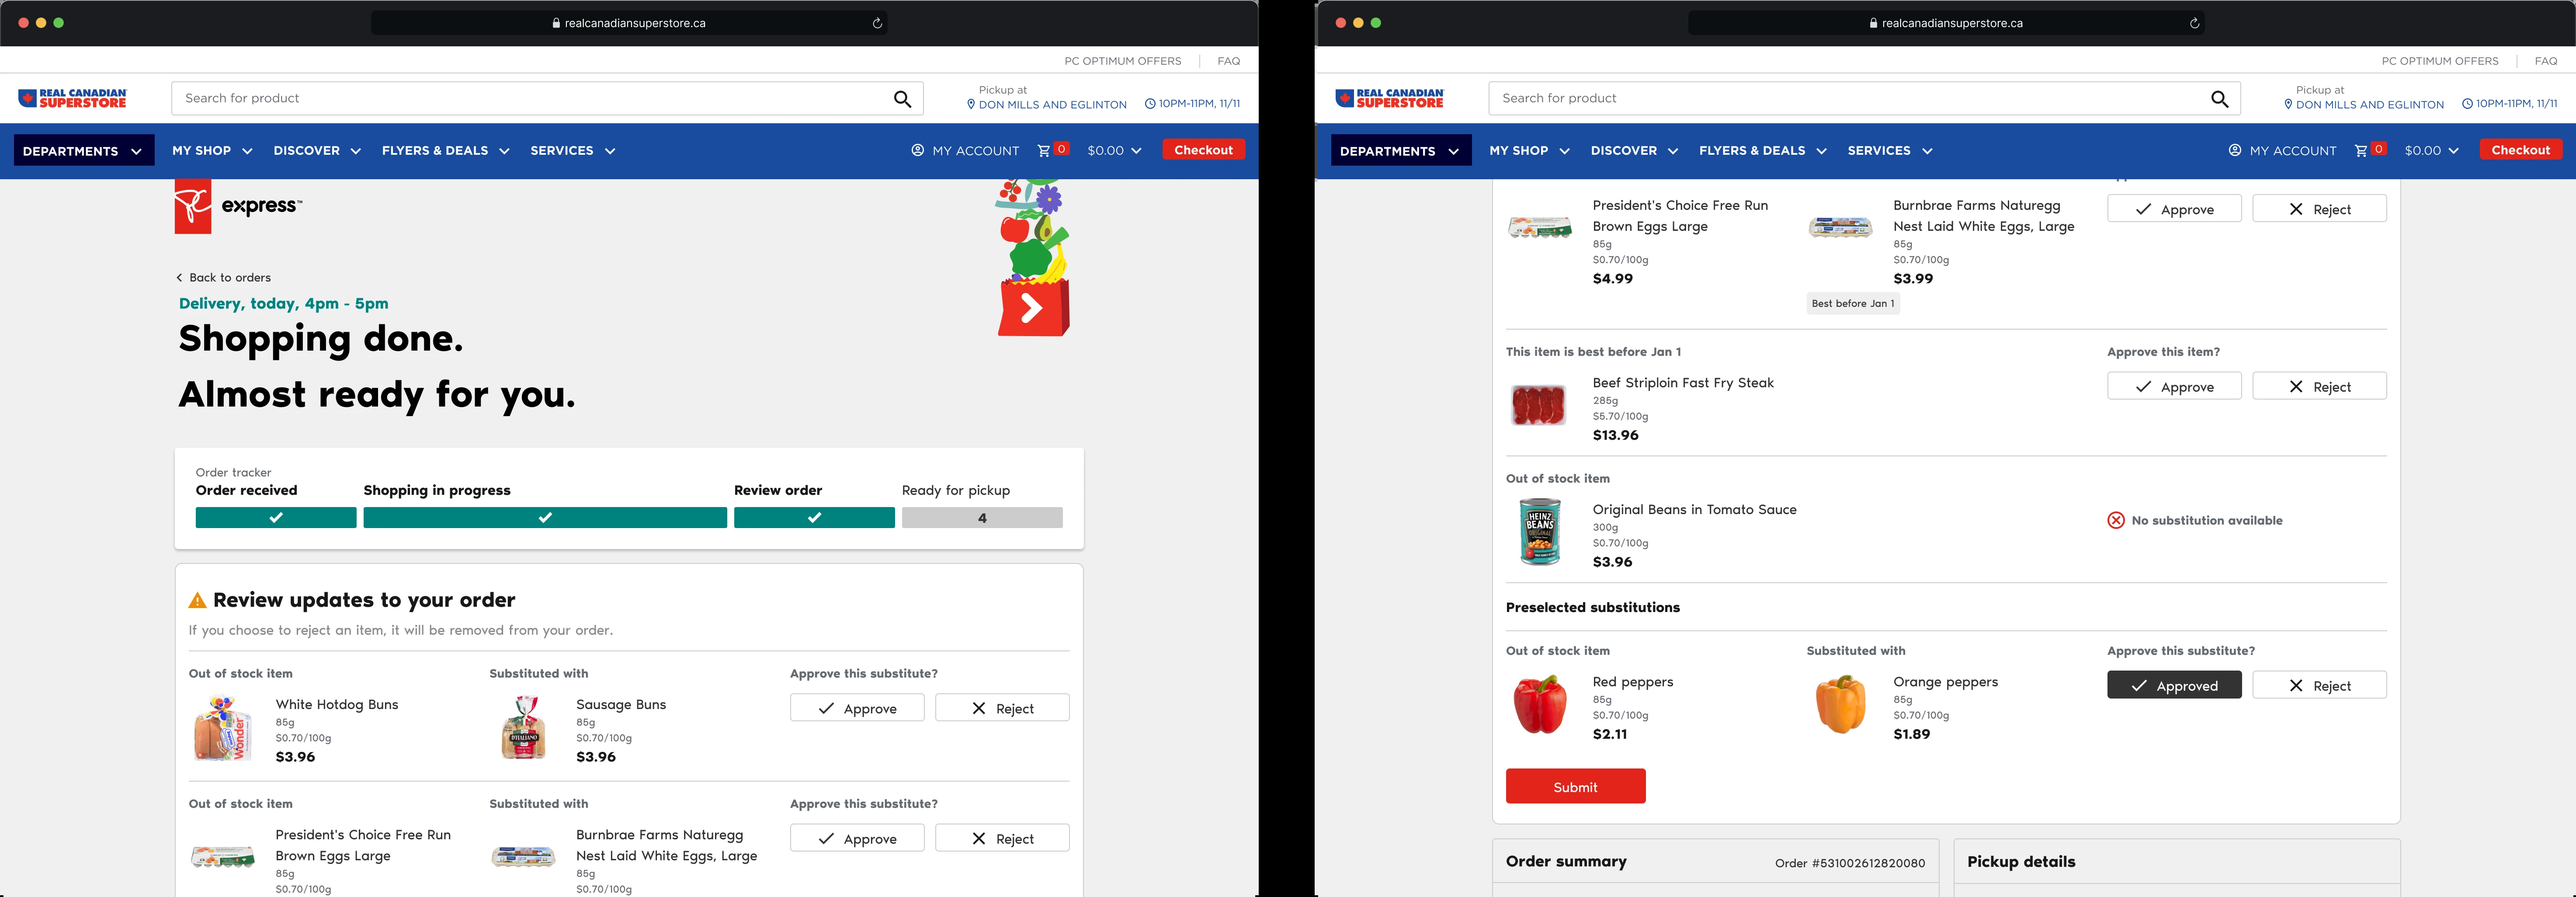 realcanadiansuperstore.ca
PC OPTIMUM OFFERS
FAQ
REAL CANADIAN
SUPERSTORE
Search for product
Pickup at
DON MILLS AND EGLINTON
10PM-11PM, 11/11
DEPARTMENTS
MY SHOP
DISCOVER
FLYERS & DEALS
SERVICES
MY ACCOUNT
0
$0.00
Checkout
express™
Back to orders
Delivery, today, 4pm - 5pm
Shopping done.
Almost ready for you.
Order tracker
Order received
Shopping in progress
Review order
Ready for pickup
4
Review updates to your order
If you choose to reject an item, it will be removed from your order.
Out of stock item
Substituted with
Approve this substitute?
White Hotdog Buns
85g
$0.70/100g
$3.96
Wonder
Sausage Buns
85g
$0.70/100g
$3.96
D'ITALIANO
Approve
Reject
Out of stock item
Substituted with
Approve this substitute?
President's Choice Free Run
Brown Eggs Large
85g
$0.70/100g
Burnbrae Farms Naturegg
Nest Laid White Eggs, Large
85g
$0.70/100g
Approve
Reject
realcanadiansuperstore.ca
PC OPTIMUM OFFERS
FAQ
REAL CANADIAN
SUPERSTORE
Search for product
Pickup at
DON MILLS AND EGLINTON
10PM-11PM, 11/11
DEPARTMENTS
MY SHOP
DISCOVER
FLYERS & DEALS
SERVICES
MY ACCOUNT
0
$0.00
Checkout
President's Choice Free Run
Brown Eggs Large
85g
$0.70/100g
$4.99
Burnbrae Farms Naturegg
Nest Laid White Eggs, Large
85g
$0.70/100g
$3.99
Best before Jan 1
Approve
Reject
This item is best before Jan 1
Approve this item?
Beef Striploin Fast Fry Steak
285g
$5.70/100g
$13.96
Approve
Reject
Out of stock item
HEINZ
BEANS
ORIGINAL
Original Beans in Tomato Sauce
300g
$0.70/100g
$3.96
No substitution available
Preselected substitutions
Out of stock item
Substituted with
Approve this substitute?
Red peppers
85g
$0.70/100g
$2.11
Orange peppers
85g
$0.70/100g
$1.89
Approved
Reject
Submit
Order summary
Order #531002612820080
Pickup details